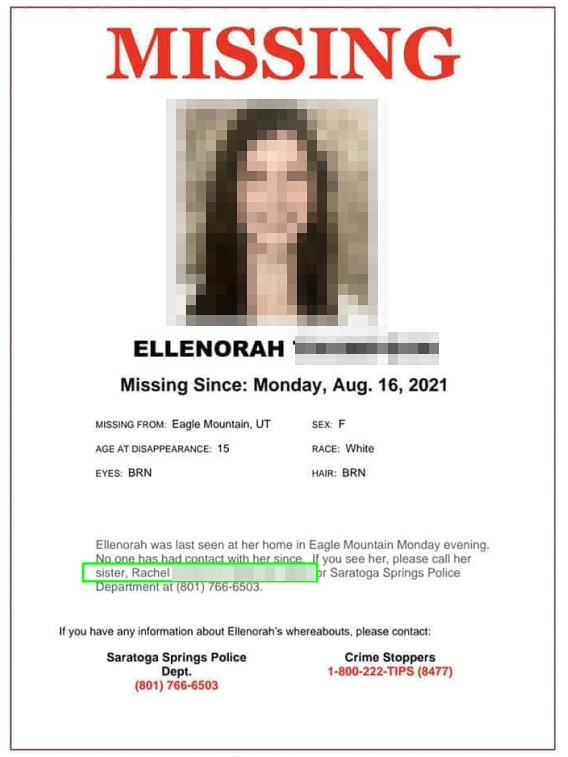 MISSING
ELLENORAH
Missing Since: Monday, Aug. 16, 2021
MISSING FROM: Eagle Mountain, UT SEX: F
AGE AT DISAPPEARANCE: 15 RACE: White
EYES: BRN HAIR: BRN
Ellenorah was last seen at her home in Eagle Mountain Monday evening.
No one has had contact with her since. If you see her, please call her
sister, Rachel or Saratoga Springs Police
Department at (801) 766-6503.
If you have any information about Ellenorah's whereabouts, please contact:
Saratoga Springs Police Crime Stoppers
Dept. 1-800-222-TIPS (8477)
(801) 766-6503